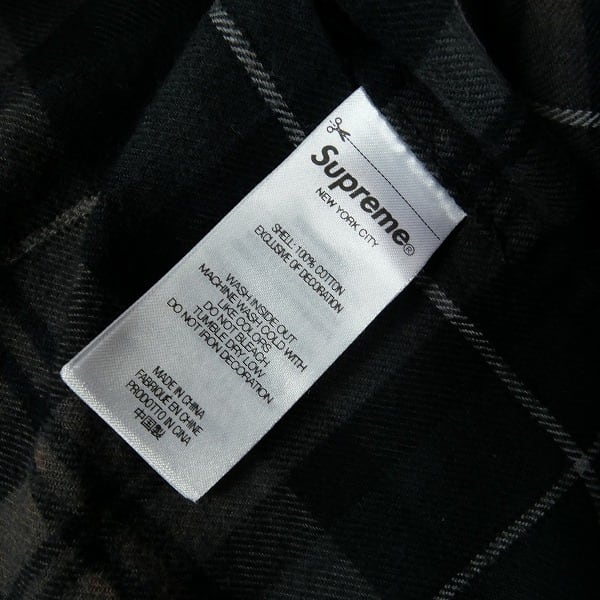 Supreme®
NEW YORK CITY
SHELL: 100% COTTON
EXCLUSIVE OF DECORATION
WASH INSIDE OUT
MACHINE WASH COLD WITH
LIKE COLORS
DO NOT BLEACH
TUMBLE DRY LOW
DO NOT IRON DECORATION
MADE IN CHINA
FABRIQUE EN CHINE
PRODOTTO IN CINA
中国製